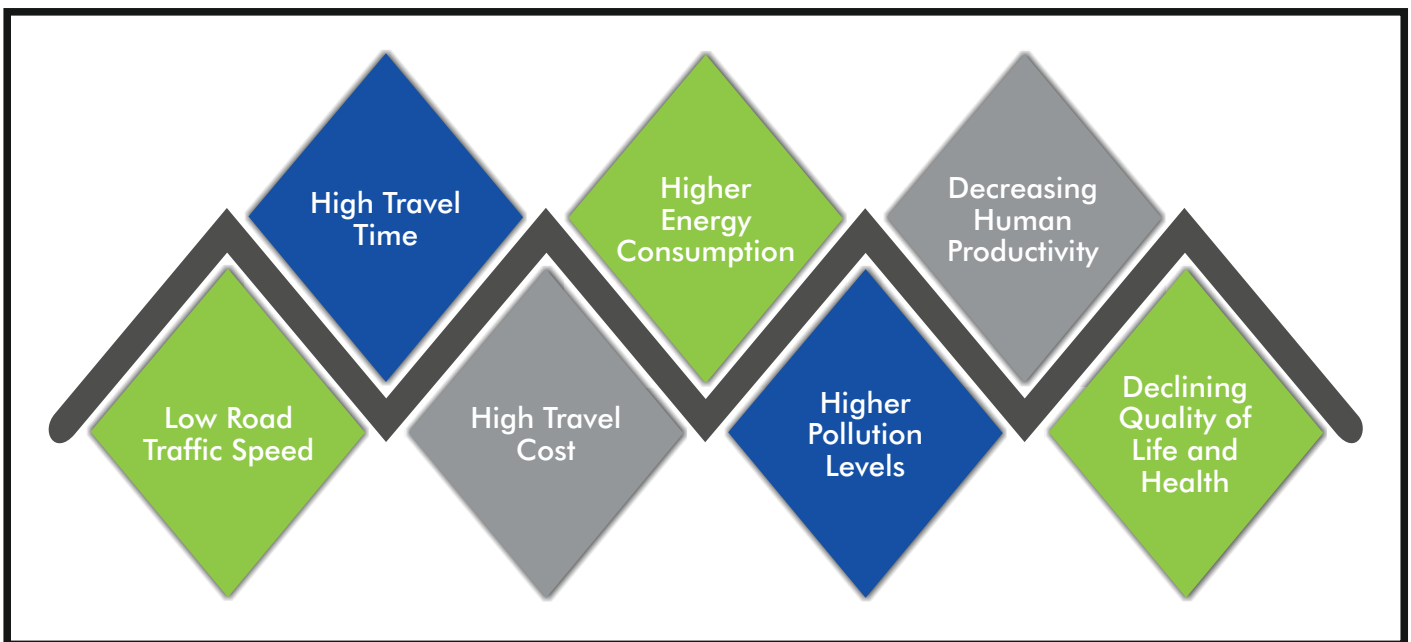 Low Road
Traffic Speed
High Travel
Time
High Travel
Cost
Higher
Energy
Consumption
Higher
Pollution
Levels
Decreasing
Human
Productivity
Declining
Quality of
Life and
Health